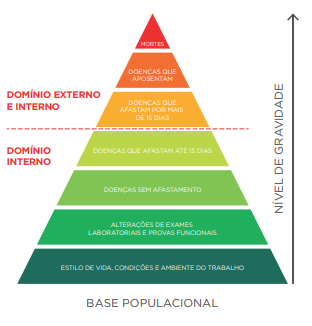 MORTES
DOENÇAS QUE
APOSENTAM
DOMÍNIO EXTERNO
E INTERNO
DOENÇAS QUE
AFASTAM POR MAIS
DE 15 DIAS
DOMÍNIO
INTERNO
DOENÇAS QUE AFASTAM ATÉ 15 DIAS
DOENÇAS SEM AFASTAMENTO
ALTERAÇÕES DE EXAMES
LABORATORIAIS E PROVAS FUNCIONAIS
ESTILO DE VIDA, CONDIÇÕES E AMBIENTE DO TRABALHO
NÍVEL DE GRAVIDADE
BASE POPULACIONAL